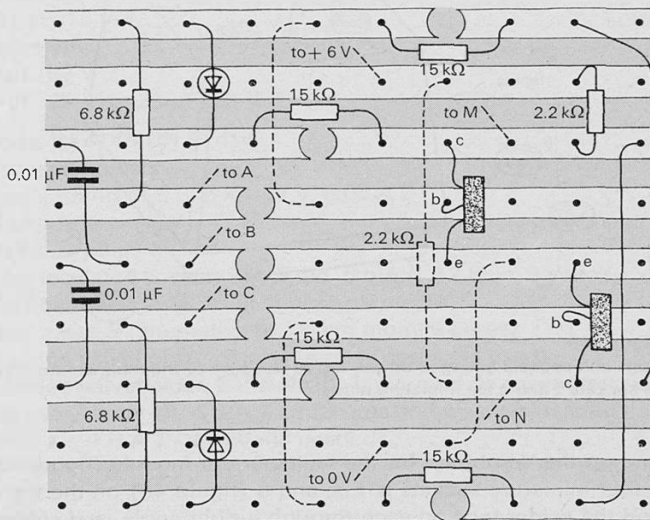 to + 6 V
15 kΩ
15 kΩ
6.8 kΩ
to M
2.2 kΩ
c
0.01 µF
to A
b
to B
2.2 kΩ
e
e
0.01 µF
to C
b
15 kΩ
c
6.8 kΩ
to N
15 kΩ
to 0 V